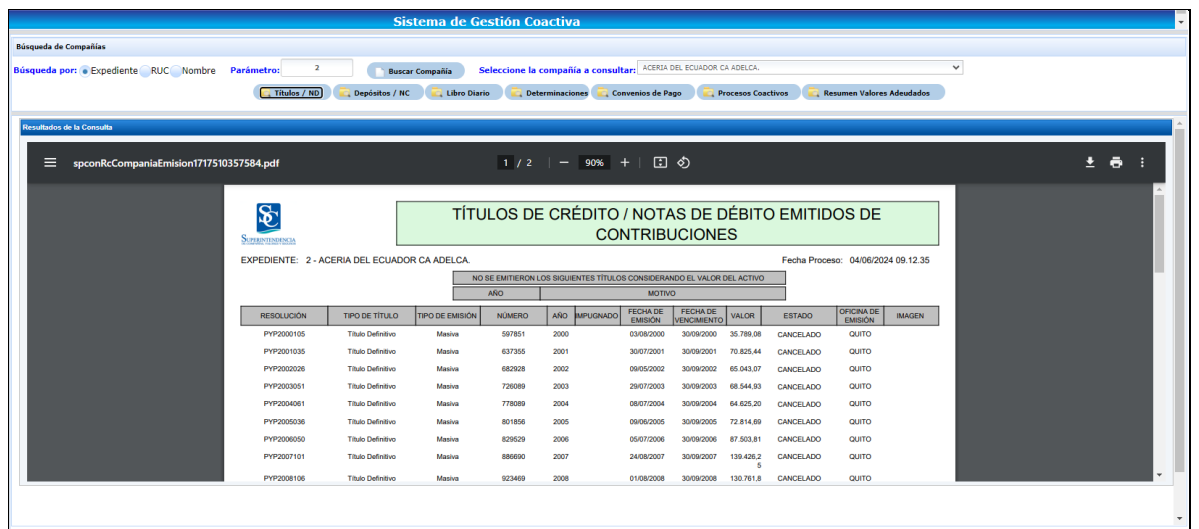 Sistema de Gestión Coactiva
Búsqueda de Compañías
Búsqueda por: Expediente RUC Nombre Parámetro: 2 Buscar Compañía Seleccione la compañía a consultar: ACERIA DEL ECUADOR CA ADELCA.
Títulos / ND Depósitos / NC Libro Diario Determinaciones Convenios de Pago Procesos Coactivos Resumen Valores Adeudados
Resultados de la Consulta
spconRcCompaniaEmision1717510357584.pdf 1 / 2 90%
SUPERINTENDENCIA
TÍTULOS DE CRÉDITO / NOTAS DE DÉBITO EMITIDOS DE
CONTRIBUCIONES
EXPEDIENTE: 2 - ACERIA DEL ECUADOR CA ADELCA. Fecha Proceso: 04/06/2024 09.12.35
NO SE EMITIERON LOS SIGUIENTES TÍTULOS CONSIDERANDO EL VALOR DEL ACTIVO
AÑO MOTIVO
RESOLUCIÓN TIPO DE TÍTULO TIPO DE EMISIÓN NÚMERO AÑO IMPUGNADO FECHA DE EMISIÓN FECHA DE VENCIMIENTO VALOR ESTADO OFICINA DE EMISIÓN IMAGEN
PYP2000105 Título Definitivo Masiva 597851 2000 03/08/2000 30/09/2000 35.789,08 CANCELADO QUITO
PYP2001035 Título Definitivo Masiva 637355 2001 30/07/2001 30/09/2001 70.825,44 CANCELADO QUITO
PYP2002026 Título Definitivo Masiva 682928 2002 09/05/2002 30/09/2002 65.043,07 CANCELADO QUITO
PYP2003051 Título Definitivo Masiva 726089 2003 29/07/2003 30/09/2003 68.544,93 CANCELADO QUITO
PYP2004061 Título Definitivo Masiva 778089 2004 08/07/2004 30/09/2004 64.625,20 CANCELADO QUITO
PYP2005036 Título Definitivo Masiva 801856 2005 09/06/2005 30/09/2005 72.814,69 CANCELADO QUITO
PYP2006050 Título Definitivo Masiva 829529 2006 05/07/2006 30/09/2006 87.503,81 CANCELADO QUITO
PYP2007101 Título Definitivo Masiva 886690 2007 24/08/2007 30/09/2007 139.426,2 CANCELADO QUITO
5
PYP2008106 Título Definitivo Masiva 923469 2008 01/08/2008 30/09/2008 130.761,8 CANCELADO QUITO